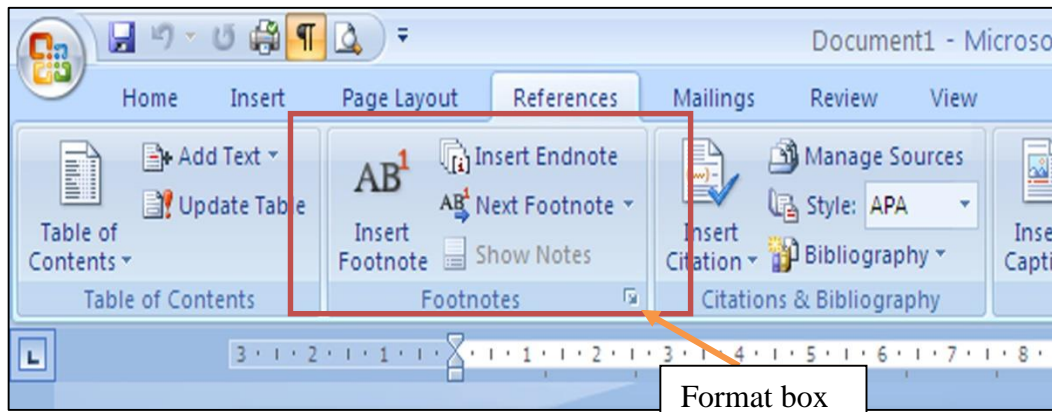 Document1 - Microso
Home Insert Page Layout References Mailings Review View
Add Text
Update Table
Table of
Contents
Table of Contents
AB1
Insert
Footnote
Insert Endnote
Next Footnote
Show Notes
Footnotes
Insert
Citation
Manage Sources
Style: APA
Bibliography
Citations & Bibliography
Inse
Capti
3 2 1 1 2 3 4 5 6 7 8
Format box